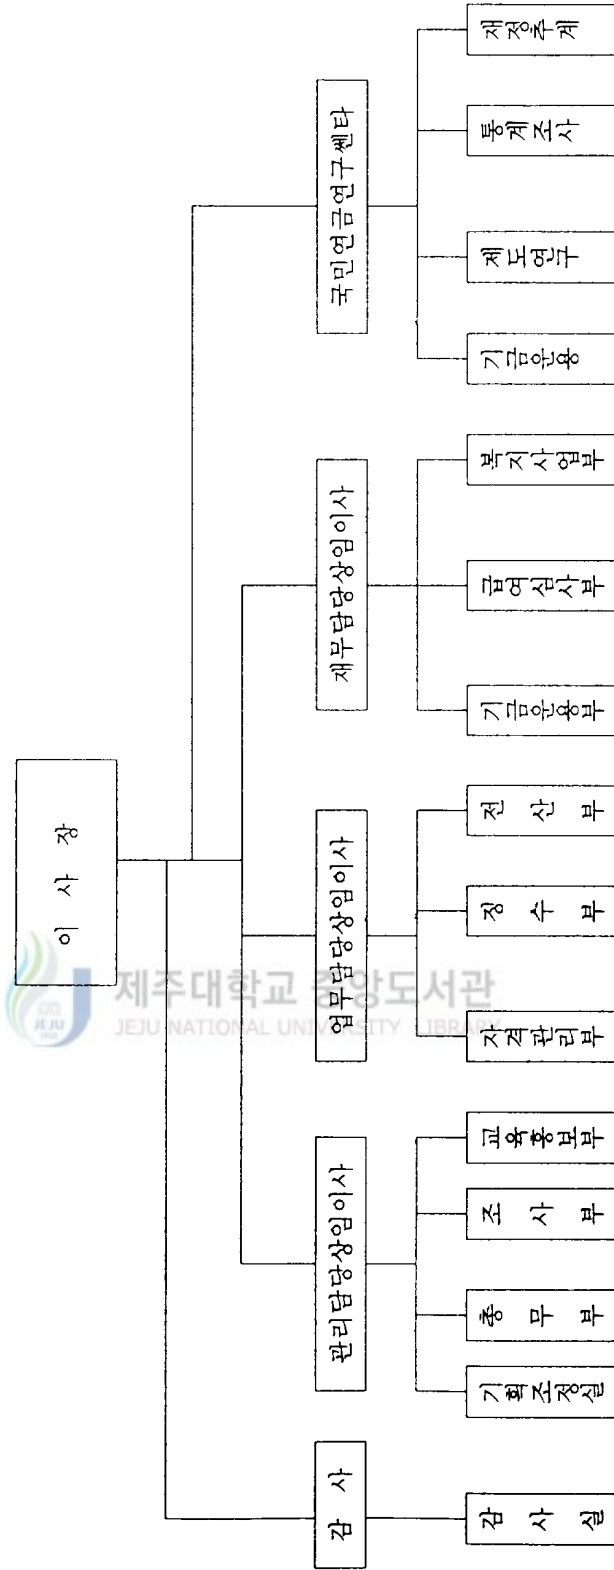 이 사 장
감 사
관리담당상임이사
업무담당상임이사
재무담당상임이사
국민연금연구쎈타
감 사 실
기획조정실
총 무 부
조 사 부
교육홍보부
자격관리부
징 수 부
전 산 부
기금운용부
급여심사부
복지사업부
기금운용
제도연구
통계조사
재정추계
제주대학교 중앙도서관
JEJU NATIONAL UNIVERSITY LIBRARY
JEJU
1952